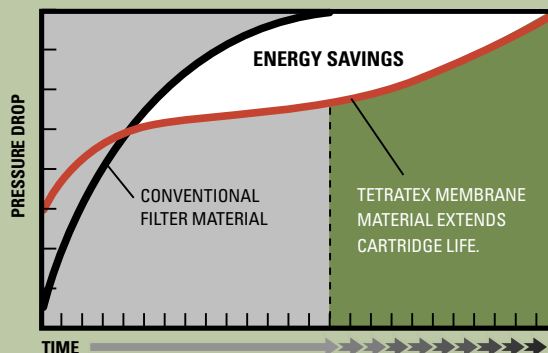 ENERGY SAVINGS
PRESSURE DROP
CONVENTIONAL
FILTER MATERIAL
TETRATEX MEMBRANE
MATERIAL EXTENDS
CARTRIDGE LIFE.
TIME